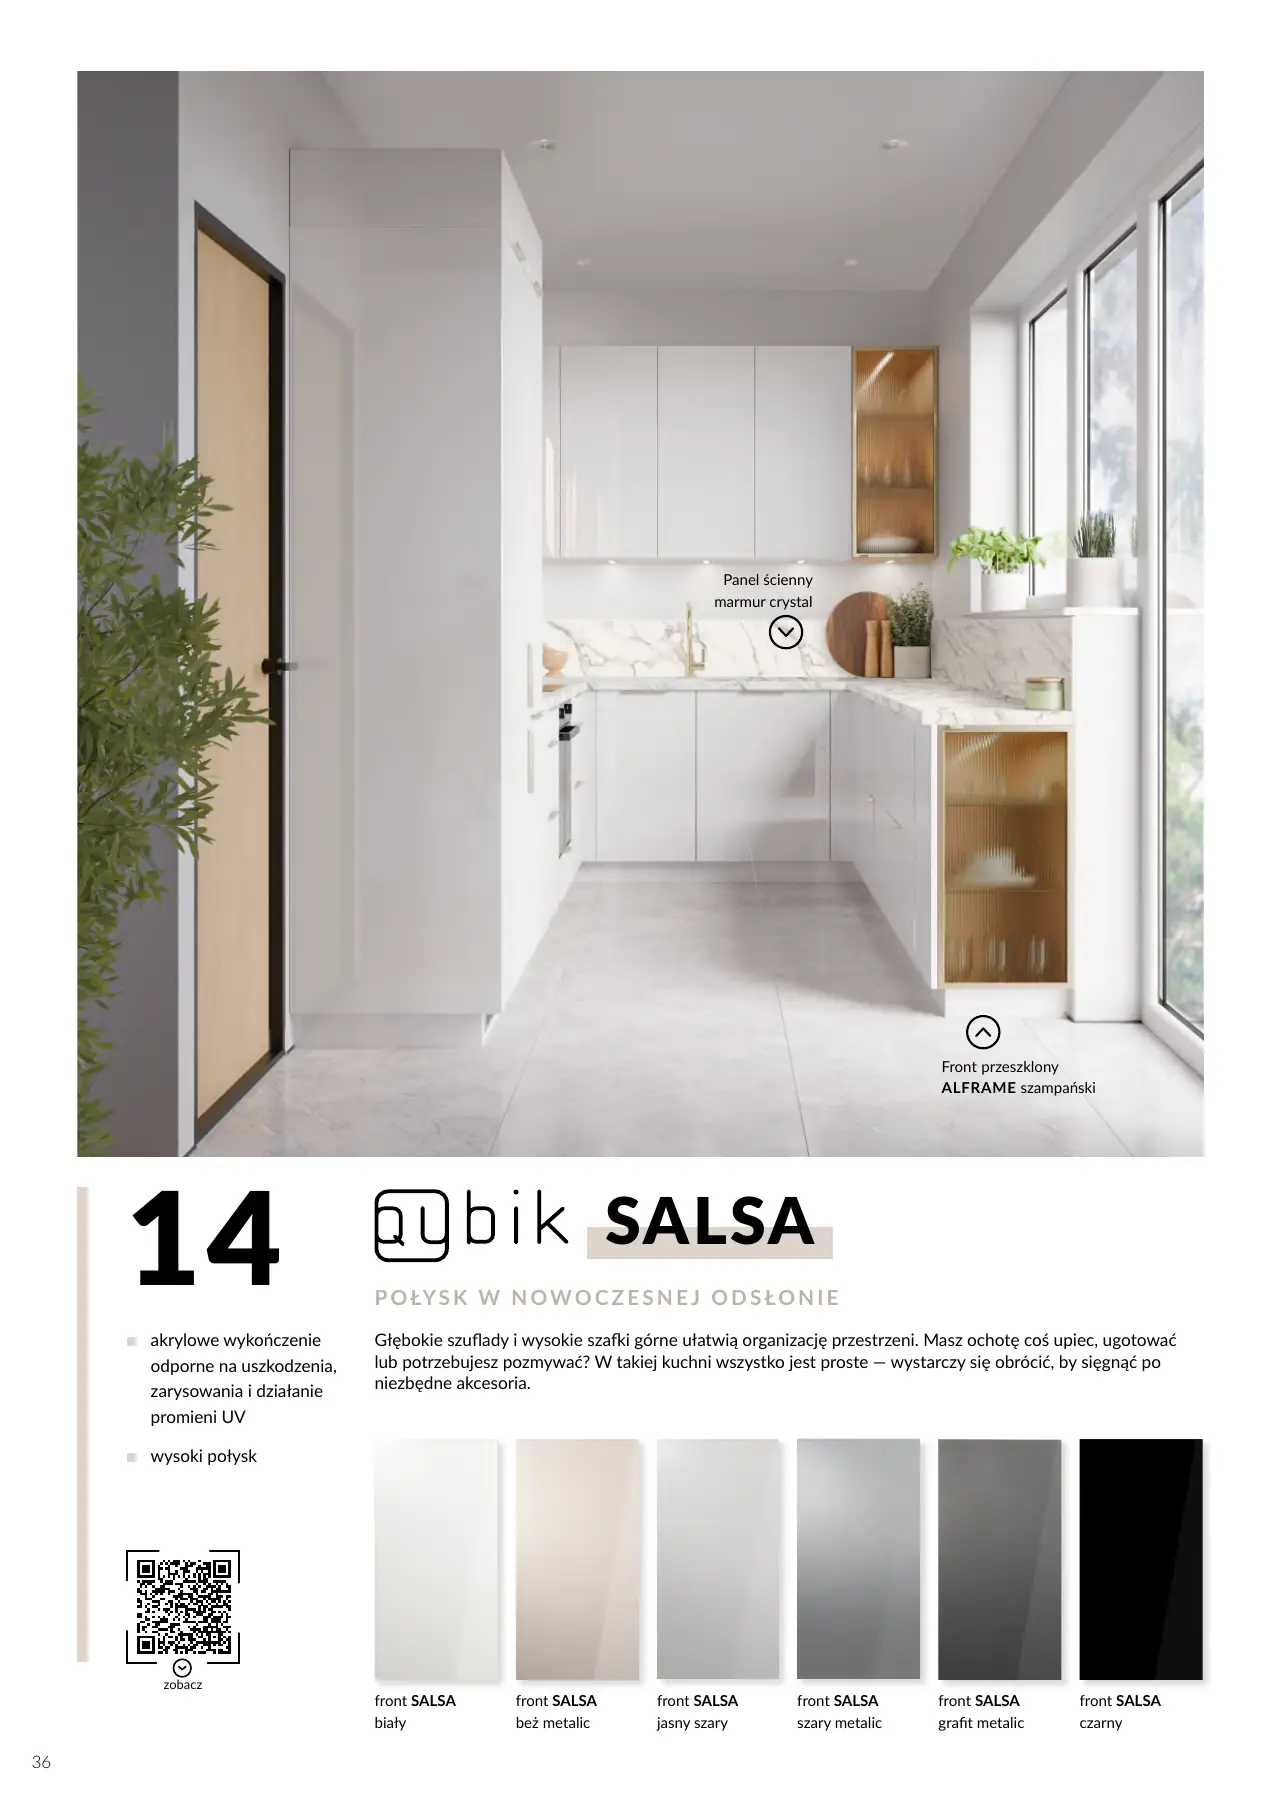 Panel ścienny
marmur crystal
Front przeszklony
ALFRAME szampański
14
akrylowe wykończenie
odporne na uszkodzenia,
zarysowania i działanie
promieni UV
wysoki połysk
zobacz
Qubik SALSA
POŁYSK W NOWOCZESNEJ ODSŁONIE
Głębokie szuflady i wysokie szafki górne ułatwią organizację przestrzeni. Masz ochotę coś upiec, ugotować
lub potrzebujesz pozmywać? W takiej kuchni wszystko jest proste — wystarczy się obrócić, by sięgnąć po
niezbędne akcesoria.
front SALSA
biały
front SALSA
beż metalic
front SALSA
jasny szary
front SALSA
szary metalic
front SALSA
grafit metalic
front SALSA
czarny
36